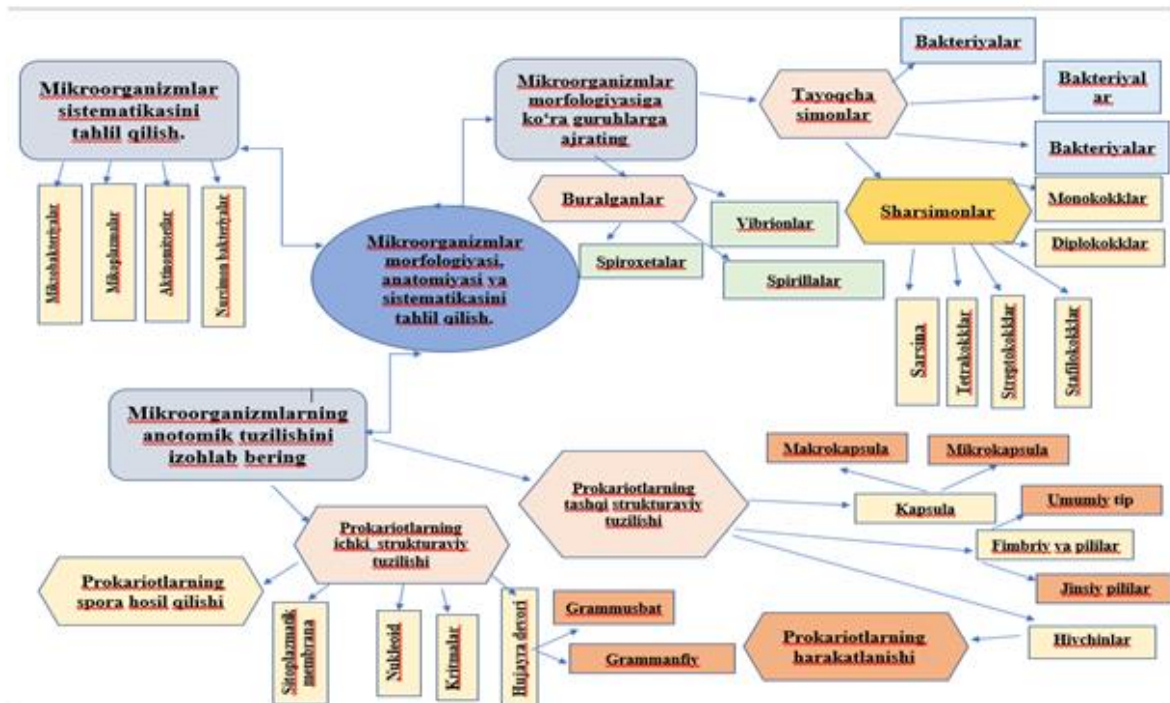 Mikroorganizmlar
sistematikasini
tahlil qilish.
Miksobakteriyalar
Mikoplazmalar
Aktinomitsetlar
Nursimon bakteriyalar
Mikroorganizmlar
morfologiyasiga
ko‘ra guruhlarga
ajrating
Tayoqcha
simonlar
Bakteriyalar
Bakteriyal
ar
Bakteriyalar
Buralganlar
Vibrionlar
Spiroxetalar
Spirillalar
Sharsimonlar
Monokokklar
Diplokokklar
Sarsina
Tetrakokklar
Streptokokklar
Stafilokokklar
Mikroorganizmlar
morfologiyasi,
anatomiyasi va
sistematikasini
tahlil qilish.
Mikroorganizmlarning
anotomik tuzilishini
izohlab bering
Prokariotlarning
tashqi strukturaviy
tuzilishi
Makrokapsula
Mikrokapsula
Kapsula
Umumiy tip
Fimbriy va pililar
Jinsiy pililar
Hivchinlar
Prokariotlarning
harakatlanishi
Prokariotlarning
ichki strukturaviy
tuzilishi
Prokariotlarning
spora hosil qilishi
Sitoplazmatik
membrana
Nukleoid
Kritmalar
Hujayra devori
Grammusbat
Grammanfiy